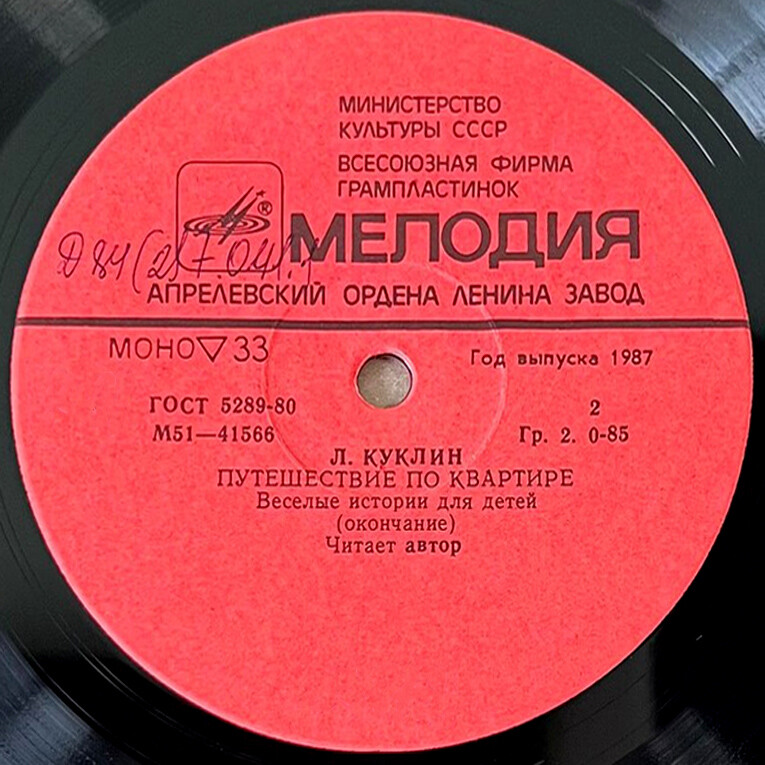 МИНИСТЕРСТВО
КУЛЬТУРЫ СССР
ВСЕСОЮЗНАЯ ФИРМА
ГРАМПЛАСТИНОК
®
МЕЛОДИЯ
АПРЕЛЕВСКИЙ ОРДЕНА ЛЕНИНА ЗАВОД
МОНО ▽ 33
Год выпуска 1987
ГОСТ 5289-80
2
М51—41566
Гр. 2. 0-85
Л. КУКЛИН
ПУТЕШЕСТВИЕ ПО КВАРТИРЕ
Веселые истории для детей
(окончание)
Читает автор